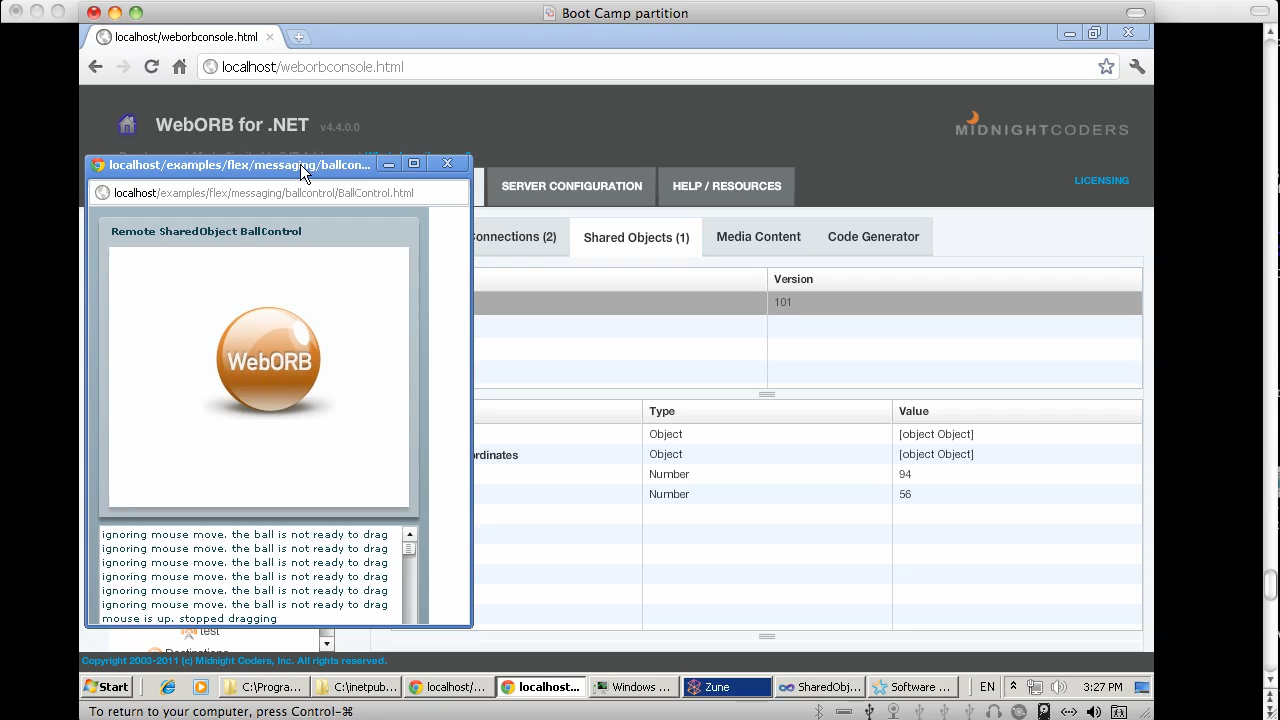 Boot Camp partition
localhost/weborbconsole.html
localhost/weborbconsole.html
WebORB for .NET v4.4.0.0
MIDNIGHTCODERS
SERVER CONFIGURATION
HELP / RESOURCES
LICENSING
localhost/examples/flex/messaging/ballcon...
localhost/examples/flex/messaging/ballcontrol/BallControl.html
Remote SharedObject BallControl
WebORB
ignoring mouse move. the ball is not ready to drag
ignoring mouse move. the ball is not ready to drag
ignoring mouse move. the ball is not ready to drag
ignoring mouse move. the ball is not ready to drag
ignoring mouse move. the ball is not ready to drag
ignoring mouse move. the ball is not ready to drag
mouse is up. stopped dragging
onnections (2)
Shared Objects (1)
Media Content
Code Generator
Version
101
Type
Value
Object
[object Object]
rdinates
Object
[object Object]
Number
94
Number
56
test
Copyright 2003-2011 (c) Midnight Coders, Inc. All rights reserved.
Start
C:\Progra...
C:\inetpub...
localhost/...
localhost...
Windows ...
Zune
SharedObj...
Software ...
EN
3:27 PM
To return to your computer, press Control-⌘